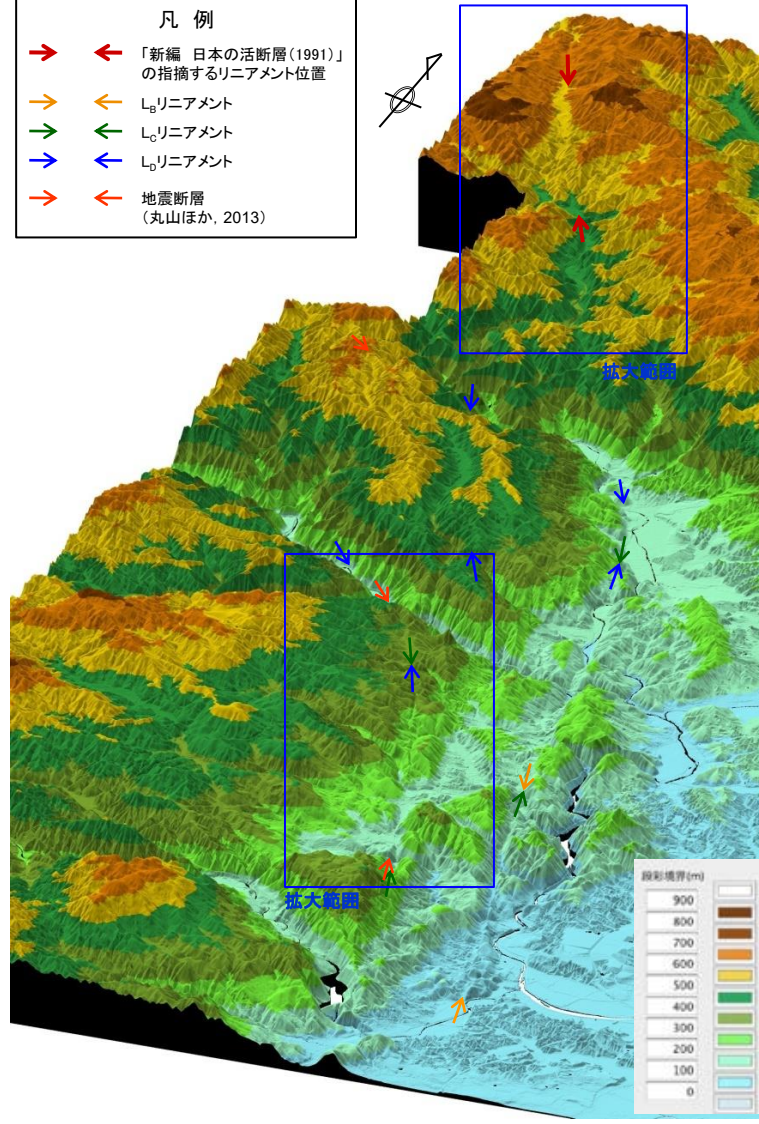 凡 例
「新編 日本の活断層(1991)」
の指摘するリニアメント位置
LBリニアメント
LCリニアメント
LDリニアメント
地震断層
(丸山ほか, 2013)
拡大範囲
拡大範囲
段彩境界(m)
900
800
700
600
500
400
300
200
100
0